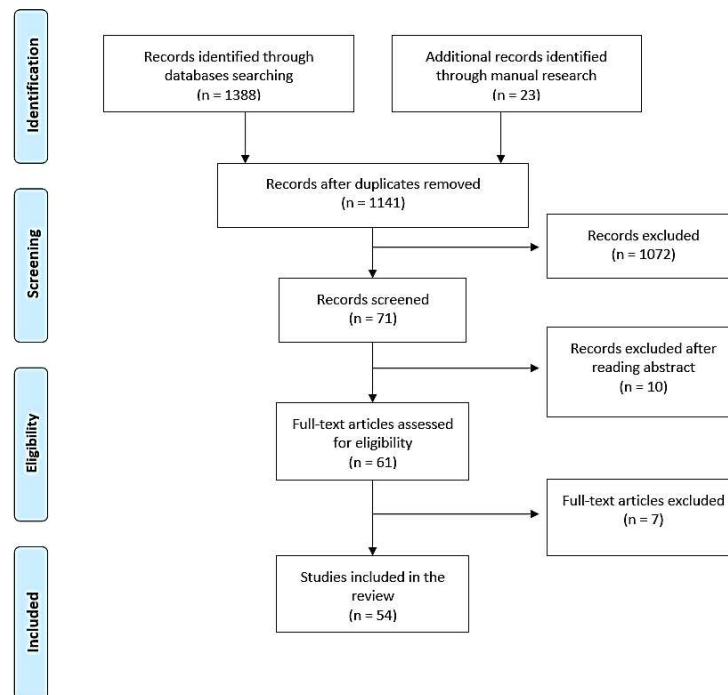 Identification
Records identified through
databases searching
(n = 1388)
Additional records identified
through manual research
(n = 23)
Records after duplicates removed
(n = 1141)
Screening
Records excluded
(n = 1072)
Records screened
(n = 71)
Records excluded after
reading abstract
(n = 10)
Eligibility
Full-text articles assessed
for eligibility
(n = 61)
Full-text articles excluded
(n = 7)
Included
Studies included in the
review
(n = 54)